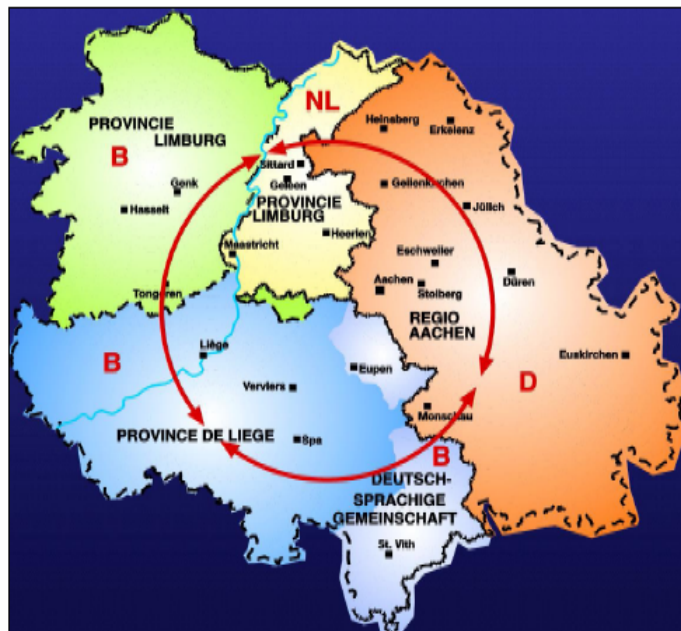 NL
PROVINCIE
LIMBURG
B
Heinsberg
Erkelenz
Sittard
Geleen
Geilenkirchen
Genk
Hasselt
PROVINCIE
LIMBURG
Jülich
Heerlen
Maastricht
Eschweiler
Aachen
Stolberg
Düren
Tongeren
REGIO
AACHEN
B
Liège
Eupen
Euskirchen
D
Verviers
Monschau
PROVINCE DE LIEGE
Spa
B
DEUTSCH-
SPRACHIGE
GEMEINSCHAFT
St. Vith